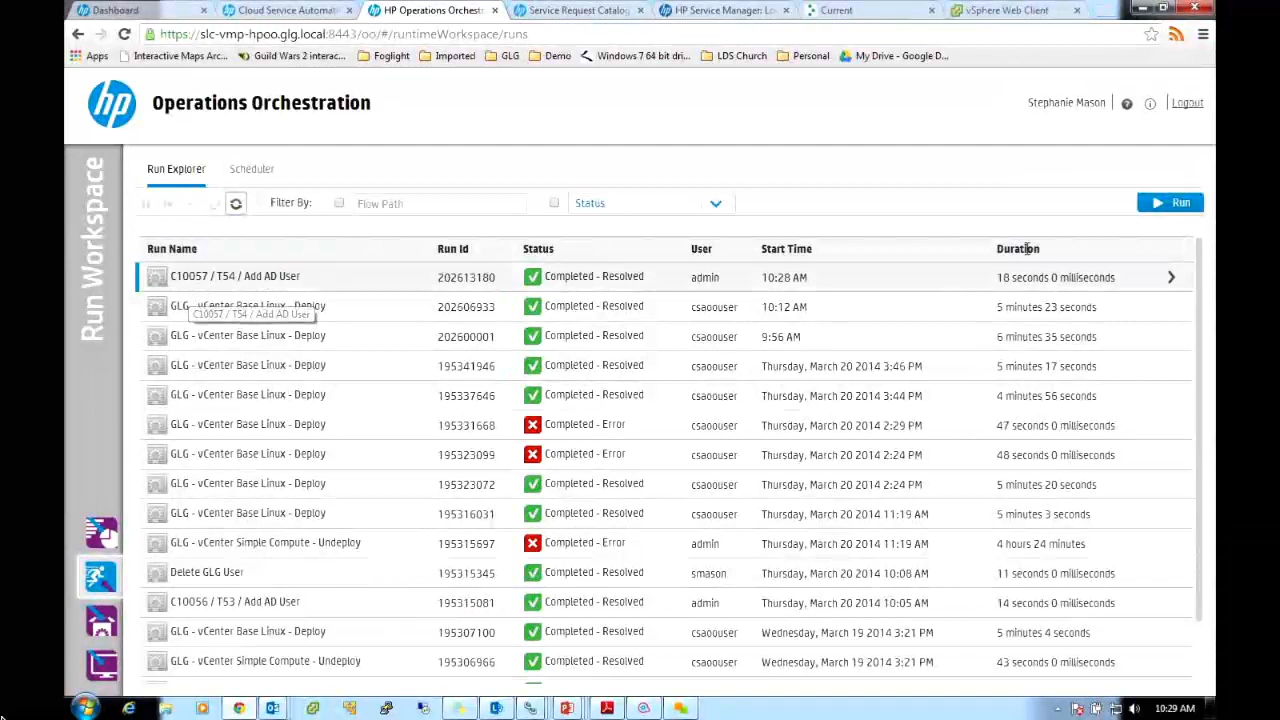 Dashboard
Cloud Service Automat
HP Operations Orchestr
Service Request Catalog
HP Service Manager: Lo
Current
vSphere Web Client
https://slc-vmp-hpoo.glg.local:8443/oo/#/runtimeWor
Apps
Interactive Maps Arc...
Guild Wars 2 interac...
Foglight
Imported
GLG
Demo
Windows 7 64 bit dri...
LDS Church
Personal
My Drive - Google D...
hp
Operations Orchestration
Stephanie Mason
Logout
Run Workspace
Run Explorer
Scheduler
Filter By:
Flow Path
Status
Run
Run Name Run Id Status User Start Time Duration
C10057 / T54 / Add AD User 202613180 Completed - Resolved admin 10:28 AM 18 seconds 0 milliseconds
GLG - vCenter Base Linux - Deploy 202606933 Completed - Resolved csaoouser 10:12 AM 5 minutes 23 seconds
C10057 / T54 / Add AD User
GLG - vCenter Base Linux - Deploy 202600001 Completed - Resolved csaoouser 9:56 AM 6 minutes 35 seconds
GLG - vCenter Base Linux - Deploy 195341946 Completed - Resolved csaoouser Thursday, March 20 2014 3:46 PM 5 minutes 17 seconds
GLG - vCenter Base Linux - Deploy 195337646 Completed - Resolved csaoouser Thursday, March 20 2014 3:44 PM 4 minutes 56 seconds
GLG - vCenter Base Linux - Deploy 195331668 Completed - Error csaoouser Thursday, March 20 2014 2:29 PM 47 seconds 0 milliseconds
GLG - vCenter Base Linux - Deploy 195323099 Completed - Error csaoouser Thursday, March 20 2014 2:24 PM 48 seconds 0 milliseconds
GLG - vCenter Base Linux - Deploy 195323072 Completed - Resolved csaoouser Thursday, March 20 2014 2:24 PM 5 minutes 20 seconds
GLG - vCenter Base Linux - Deploy 195316031 Completed - Resolved csaoouser Thursday, March 20 2014 11:19 AM 5 minutes 3 seconds
GLG - vCenter Simple Compute - Undeploy 195315697 Completed - Error admin Thursday, March 20 2014 11:19 AM 4 hours 24 minutes
Delete GLG User 195315345 Completed - Resolved smason Thursday, March 20 2014 10:08 AM 11 seconds 0 milliseconds
C10056 / T53 / Add AD User 195315081 Completed - Resolved admin Thursday, March 20 2014 10:05 AM 14 seconds 0 milliseconds
GLG - vCenter Base Linux - Deploy 195307100 Completed - Resolved csaoouser Wednesday, March 19 2014 3:21 PM 5 minutes 4 seconds
GLG - vCenter Simple Compute - Undeploy 195306966 Completed - Resolved csaoouser Wednesday, March 19 2014 3:21 PM 43 seconds 0 milliseconds
10:29 AM